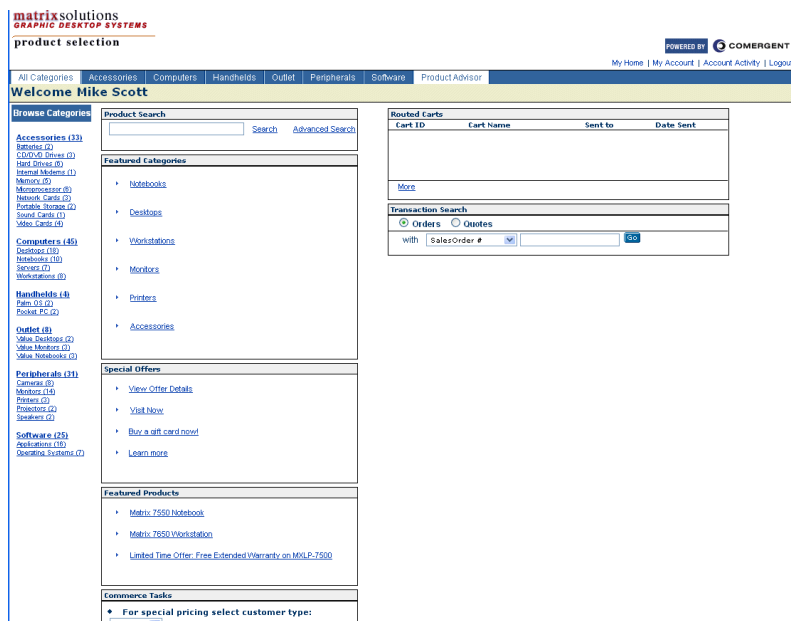 matrixsolutions
GRAPHIC DESKTOP SYSTEMS
product selection
POWERED BY COMERGENT
My Home | My Account | Account Activity | Logou
All Categories Accessories Computers Handhelds Outlet Peripherals Software Product Advisor
Welcome Mike Scott
Browse Categories
Accessories (33)
Batteries (2)
CD/DVD Drives (3)
Hard Drives (6)
Internal Modems (1)
Memory (5)
Microprocessor (6)
Network Cards (3)
Portable Storage (2)
Sound Cards (1)
Video Cards (4)
Computers (45)
Desktops (18)
Notebooks (10)
Servers (7)
Workstations (8)
Handhelds (4)
Palm OS (2)
Pocket PC (2)
Outlet (8)
Value Desktops (2)
Value Monitors (3)
Value Notebooks (3)
Peripherals (31)
Cameras (8)
Monitors (14)
Printers (3)
Projectors (2)
Speakers (2)
Software (25)
Applications (16)
Operating Systems (7)
Product Search
Search Advanced Search
Featured Categories
Notebooks
Desktops
Workstations
Monitors
Printers
Accessories
Special Offers
View Offer Details
Visit Now
Buy a gift card now!
Learn more
Featured Products
Matrix 7550 Notebook
Matrix 7650 Workstation
Limited Time Offer: Free Extended Warranty on MXLP-7500
Commerce Tasks
For special pricing select customer type:
Routed Carts
Cart ID Cart Name Sent to Date Sent
More
Transaction Search
Orders Quotes
with SalesOrder # Go